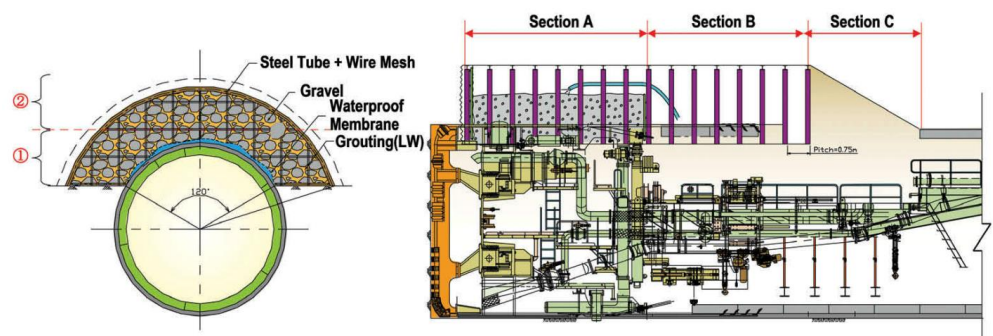 ②
①
Steel Tube + Wire Mesh
Gravel
Waterproof
Membrane
Grouting(LW)
120°
Section A
Section B
Section C
Pitch=0.75m